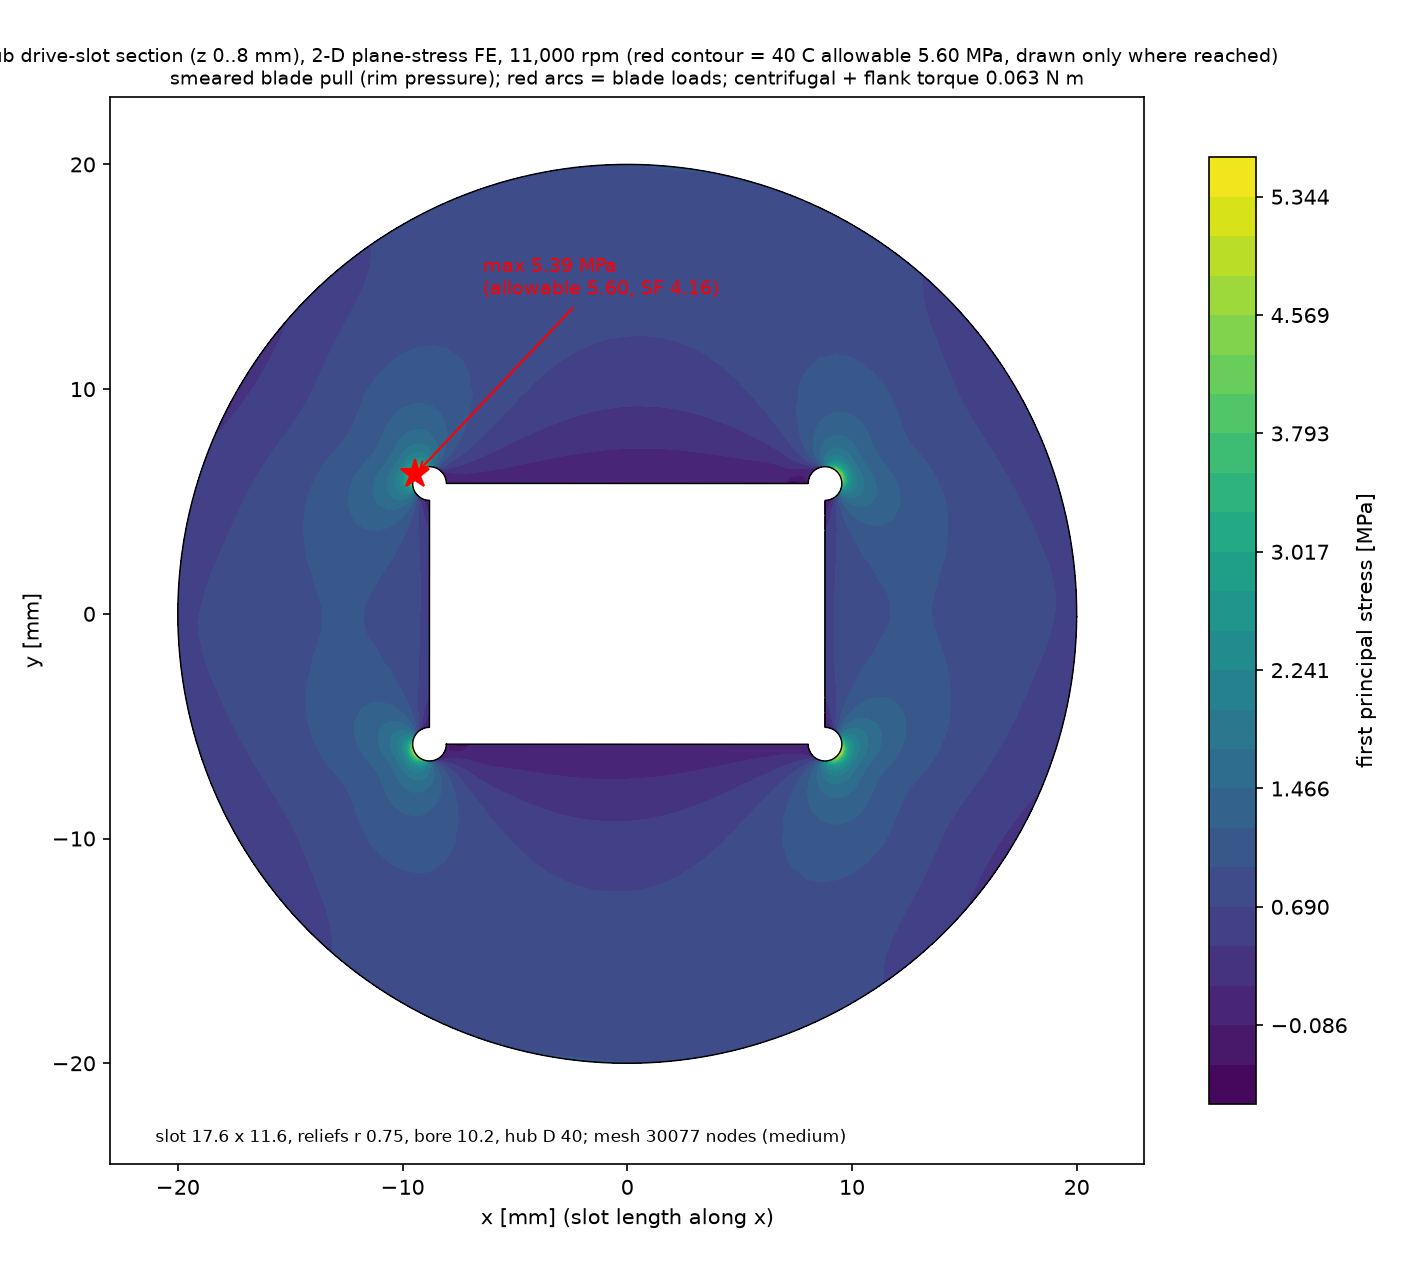 b drive-slot section (z 0..8 mm), 2-D plane-stress FE, 11,000 rpm (red contour = 40 C allowable 5.60 MPa, drawn only where reached)
smeared blade pull (rim pressure); red arcs = blade loads; centrifugal + flank torque 0.063 N m
20
10
0
−10
−20
y [mm]
max 5.39 MPa
(allowable 5.60, SF 4.16)
slot 17.6 x 11.6, reliefs r 0.75, bore 10.2, hub D 40; mesh 30077 nodes (medium)
−20
−10
0
10
20
x [mm] (slot length along x)
5.344
4.569
3.793
3.017
2.241
1.466
0.690
−0.086
first principal stress [MPa]